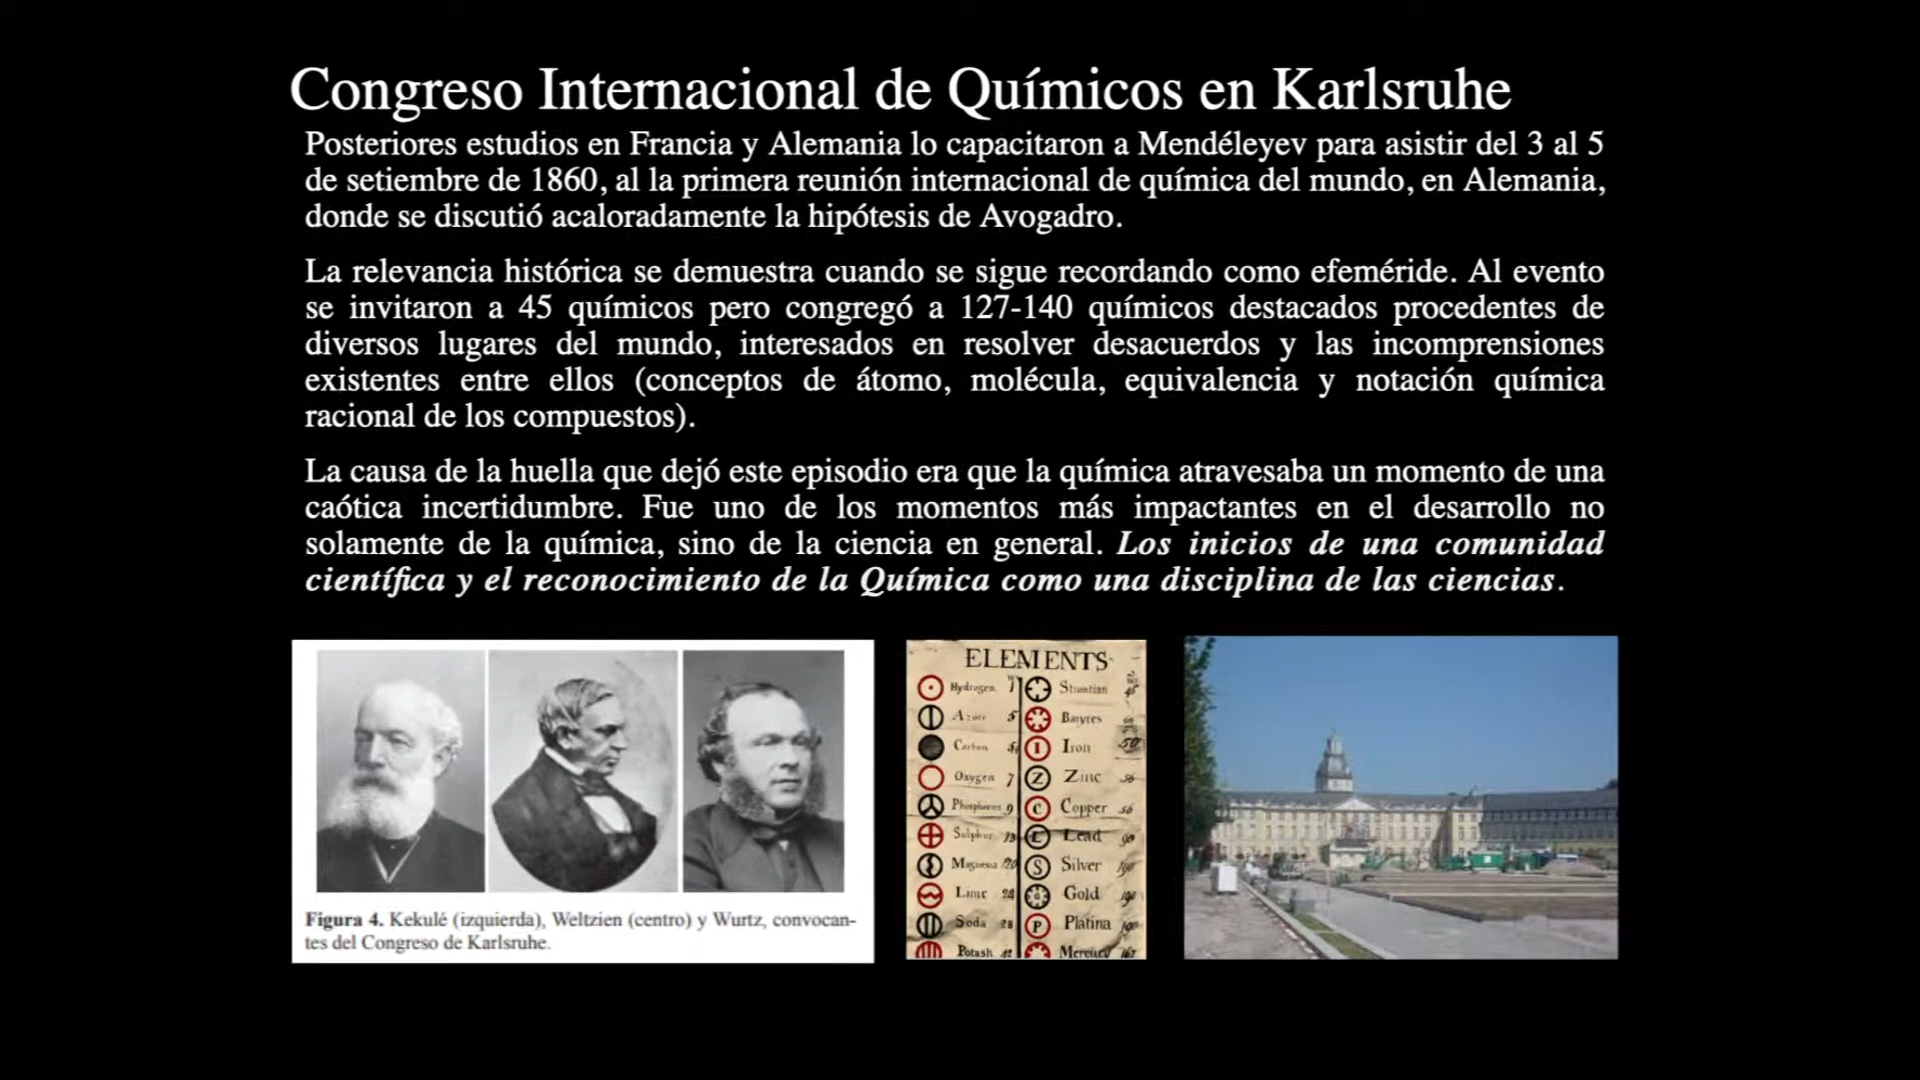 Congreso Internacional de Químicos en Karlsruhe
Posteriores estudios en Francia y Alemania lo capacitaron a Mendéleyev para asistir del 3 al 5
de setiembre de 1860, al la primera reunión internacional de química del mundo, en Alemania,
donde se discutió acaloradamente la hipótesis de Avogadro.
La relevancia histórica se demuestra cuando se sigue recordando como efeméride. Al evento
se invitaron a 45 químicos pero congregó a 127-140 químicos destacados procedentes de
diversos lugares del mundo, interesados en resolver desacuerdos y las incomprensiones
existentes entre ellos (conceptos de átomo, molécula, equivalencia y notación química
racional de los compuestos).
La causa de la huella que dejó este episodio era que la química atravesaba un momento de una
caótica incertidumbre. Fue uno de los momentos más impactantes en el desarrollo no
solamente de la química, sino de la ciencia en general. Los inicios de una comunidad
científica y el reconocimiento de la Química como una disciplina de las ciencias.
Figura 4. Kekulé (izquierda), Weltzien (centro) y Wurtz, convocan-
tes del Congreso de Karlsruhe.
ELEMENTS
Hydrogen 1
Azote 5
Carbon
Oxygen 7
Phosphorus 9
Sulphur 13
Magnesia 20
Lime 24
Soda 28
Potash 42
Strontian 46
Barytes
I Iron 50
Z Zinc 56
C Copper 56
L Lead 90
S Silver 190
Gold 190
P Platina 190
Mercury 167